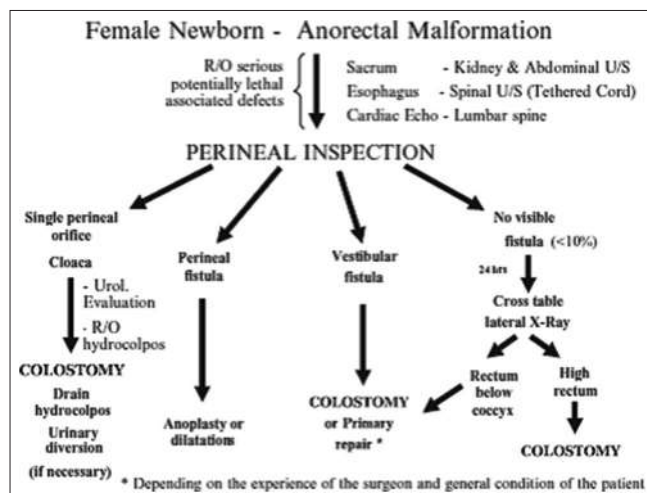 Female Newborn - Anorectal Malformation
R/O serious
potentially lethal
associated defects
Sacrum - Kidney & Abdominal U/S
Esophagus - Spinal U/S (Tethered Cord)
Cardiac Echo - Lumbar spine
PERINEAL INSPECTION
Single perineal
orifice
Cloaca
- Urol.
Evaluation
- R/O
hydrocolpos
COLOSTOMY
Drain
hydrocolpos
Urinary
diversion
(if necessary)
Perineal
fistula
Anoplasty or
dilatations
Vestibular
fistula
COLOSTOMY
or Primary
repair *
No visible
fistula (<10%)
24 hrs
Cross table
lateral X-Ray
Rectum
below
coccyx
High
rectum
COLOSTOMY
* Depending on the experience of the surgeon and general condition of the patient